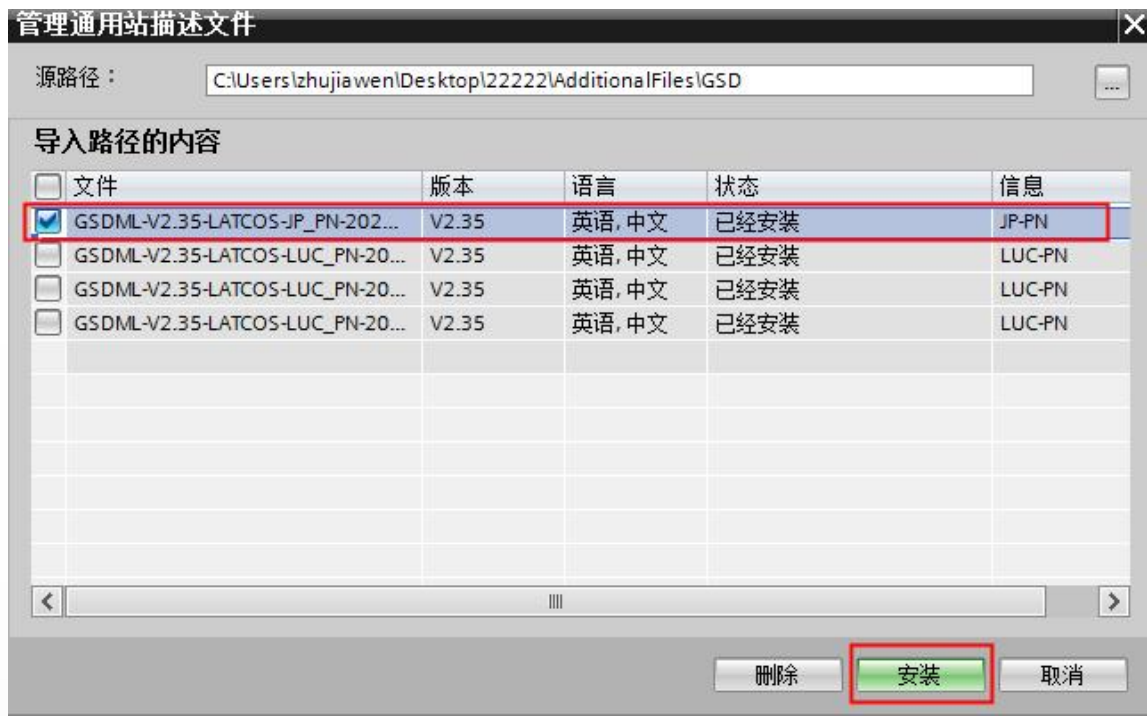 管理通用站描述文件
源路径： C:\Users\zhujiawen\Desktop\22222\AdditionalFiles\GSD ...
导入路径的内容
文件 版本 语言 状态 信息
GSDML-V2.35-LATCOS-JP_PN-202... V2.35 英语, 中文 已经安装 JP-PN
GSDML-V2.35-LATCOS-LUC_PN-20... V2.35 英语, 中文 已经安装 LUC-PN
GSDML-V2.35-LATCOS-LUC_PN-20... V2.35 英语, 中文 已经安装 LUC-PN
GSDML-V2.35-LATCOS-LUC_PN-20... V2.35 英语, 中文 已经安装 LUC-PN
删除 安装 取消